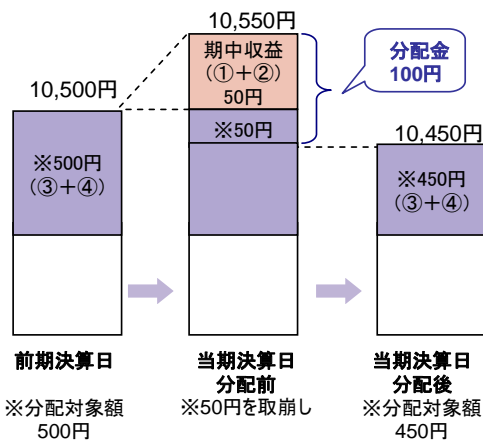 10,550円
期中収益
(①+②)
50円
分配金
100円
10,500円
※50円
10,450円
※500円
(③+④)
※450円
(③+④)
前期決算日
当期決算日
分配前
当期決算日
分配後
※分配対象額
500円
※50円を取崩し
※分配対象額
450円